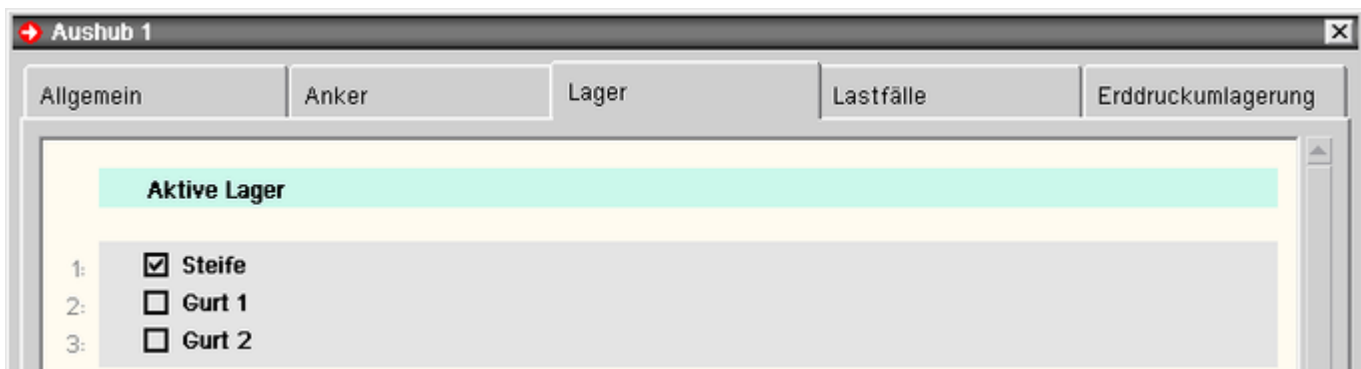 Aushub 1
Allgemein Anker Lager Lastfälle Erddruckumlagerung
Aktive Lager
1: Steife
2: Gurt 1
3: Gurt 2